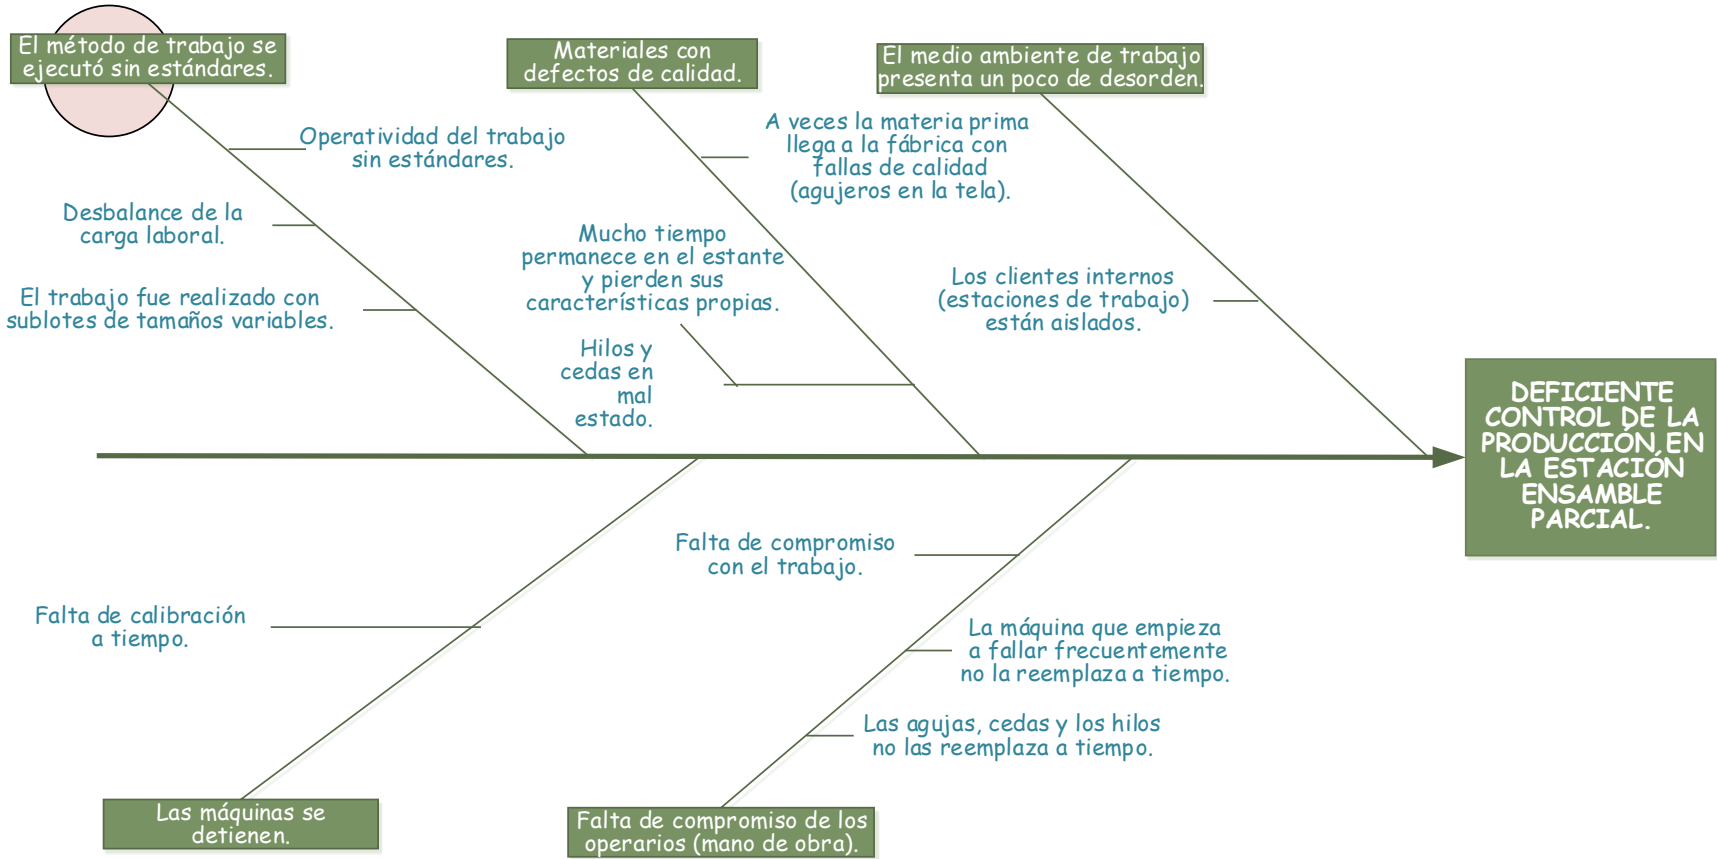 El método de trabajo se
ejecutó sin estándares.
Materiales con
defectos de calidad.
El medio ambiente de trabajo
presenta un poco de desorden.
Operatividad del trabajo
sin estándares.
A veces la materia prima
llega a la fábrica con
fallas de calidad
(agujeros en la tela).
Desbalance de la
carga laboral.
Mucho tiempo
permanece en el estante
y pierden sus
características propias.
Los clientes internos
(estaciones de trabajo)
están aislados.
El trabajo fue realizado con
sublotes de tamaños variables.
Hilos y
cedas en
mal
estado.
DEFICIENTE
CONTROL DE LA
PRODUCCIÓN EN
LA ESTACIÓN
ENSAMBLE
PARCIAL.
Falta de compromiso
con el trabajo.
Falta de calibración
a tiempo.
La máquina que empieza
a fallar frecuentemente
no la reemplaza a tiempo.
Las agujas, cedas y los hilos
no las reemplaza a tiempo.
Las máquinas se
detienen.
Falta de compromiso de los
operarios (mano de obra).